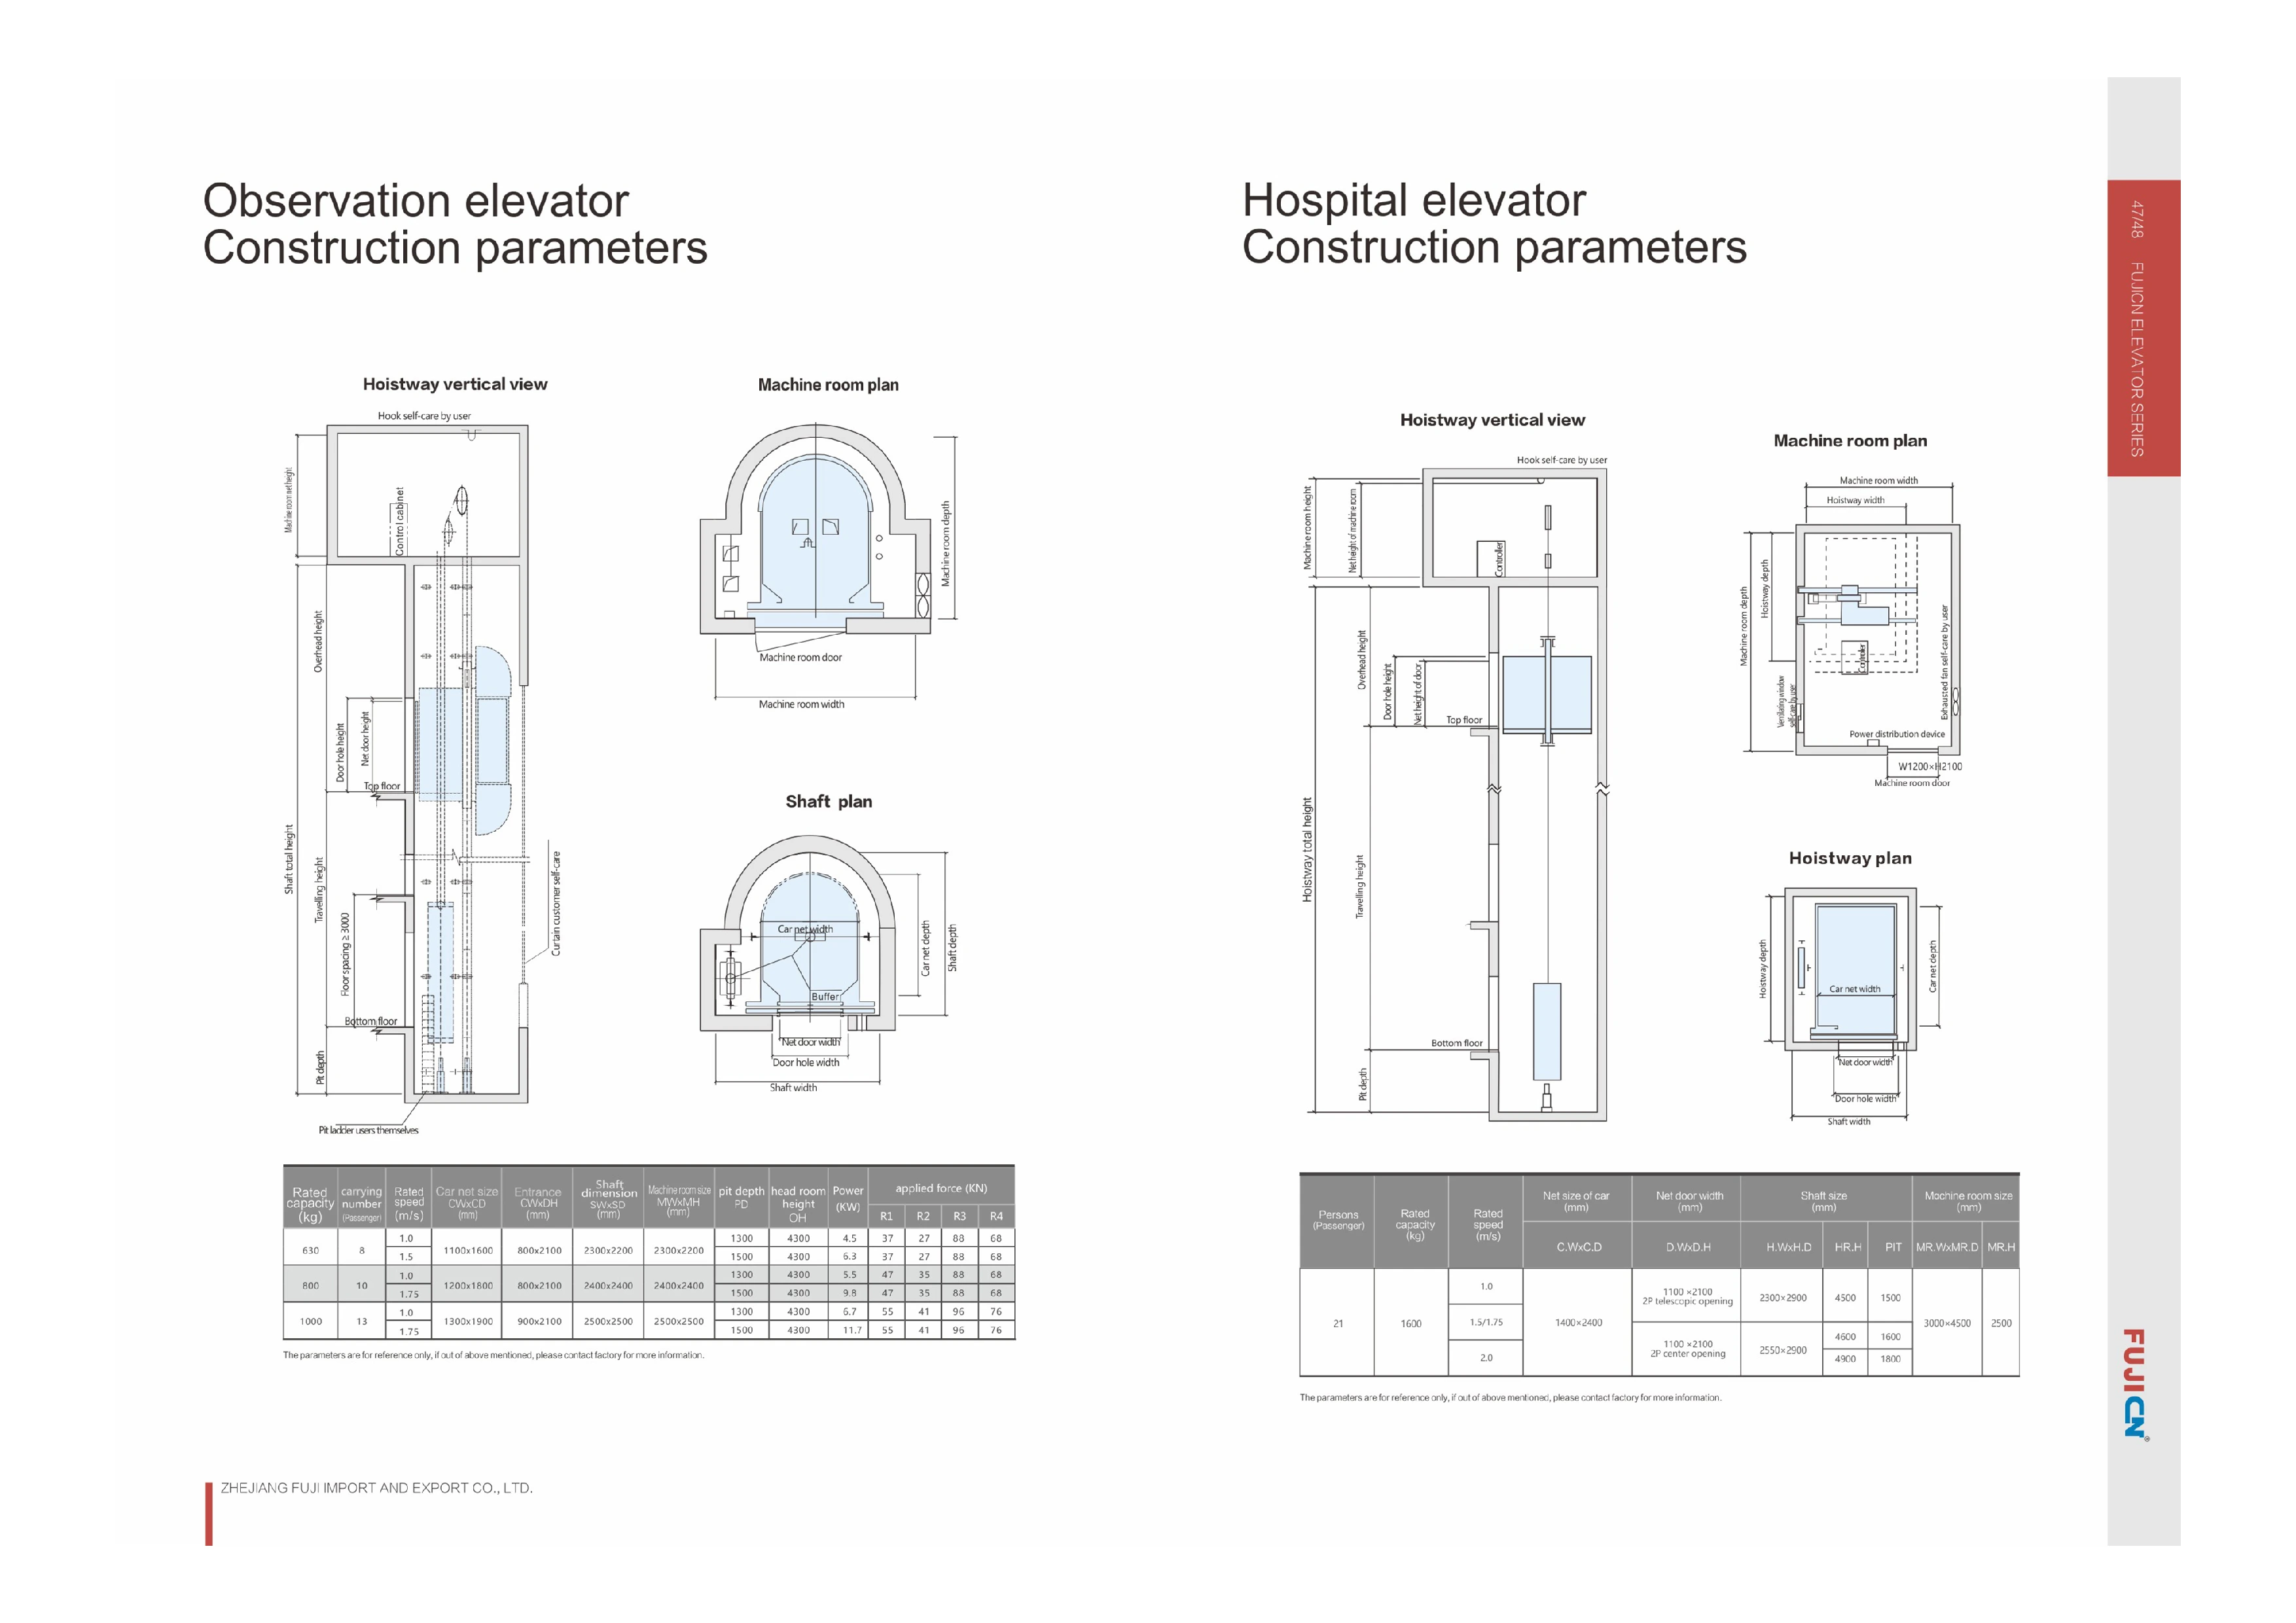 Observation elevator
Construction parameters
Hoistway vertical view
Hook self-care by user
Machine room net height
Control cabinet
Overhead height
Door hole height
Net door height
Top floor
Shaft total height
Travelling height
Floor spacing ≥ 3000
Curtain customer self-care
Bottom floor
Pit depth
Pit ladder users themselves
Machine room plan
Machine room depth
Machine room door
Machine room width
Shaft plan
Car net width
Buffer
Car net depth
Shaft depth
Net door width
Door hole width
Shaft width
Rated capacity (kg) | carrying number (Passenger) | Rated speed (m/s) | Car net size CWxCD (mm) | Entrance CWxDH (mm) | Shaft dimension SWxSD (mm) | Machine room size MWxMH (mm) | pit depth PD | head room height OH | Power (KW) | applied force (KN)
R1 R2 R3 R4
630 8 1.0 1100x1600 800x2100 2300x2200 2300x2200 1300 4300 4.5 37 27 88 68
1.5 1500 4300 6.3 37 27 88 68
800 10 1.0 1200x1800 800x2100 2400x2400 2400x2400 1300 4300 5.5 47 35 88 68
1.75 1500 4300 9.8 47 35 88 68
1000 13 1.0 1300x1900 900x2100 2500x2500 2500x2500 1300 4300 6.7 55 41 96 76
1.75 1500 4300 11.7 55 41 96 76
The parameters are for reference only, if out of above mentioned, please contact factory for more information.
ZHEJIANG FUJI IMPORT AND EXPORT CO., LTD.
Hospital elevator
Construction parameters
Hoistway vertical view
Hook self-care by user
Machine room height
Net height of machine room
Controller
Overhead height
Door hole height
Net height of door
Top floor
Hoistway total height
Travelling height
Bottom floor
Pit depth
Machine room plan
Machine room width
Hoistway width
Machine room depth
Hoistway depth
Controller
Ventilating window
self-care by user
Exhausted fan self-care by user
Power distribution device
W1200×H2100
Machine room door
Hoistway plan
Hoistway depth
Car net width
Car net depth
Net door width
Door hole width
Shaft width
Persons (Passenger) | Rated capacity (kg) | Rated speed (m/s) | Net size of car (mm) | Net door width (mm) | Shaft size (mm) | Machine room size (mm)
C.WxC.D D.WxD.H H.WxH.D HR.H PIT MR.WxMR.D MR.H
21 1600 1.0 1400×2400 1100 ×2100 2P telescopic opening 2300×2900 4500 1500 3000×4500 2500
1.5/1.75 1100 ×2100 2P center opening 2550×2900 4600 1600
2.0 4900 1800
The parameters are for reference only, if out of above mentioned, please contact factory for more information.
47/48 FUJICN ELEVATOR SERIES
FUJICN®